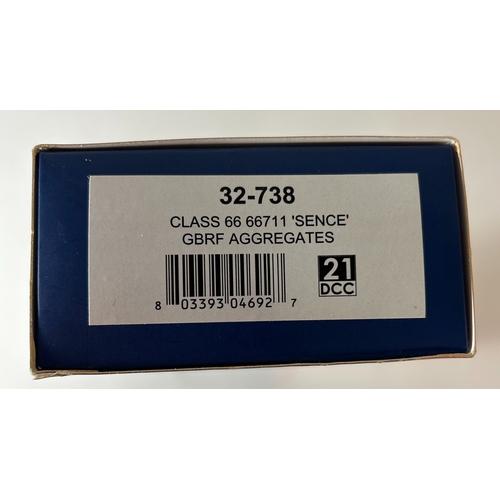 32-738
CLASS 66 66711 'SENCE'
GBRF AGGREGATES
21
DCC
8 03393 04692 7